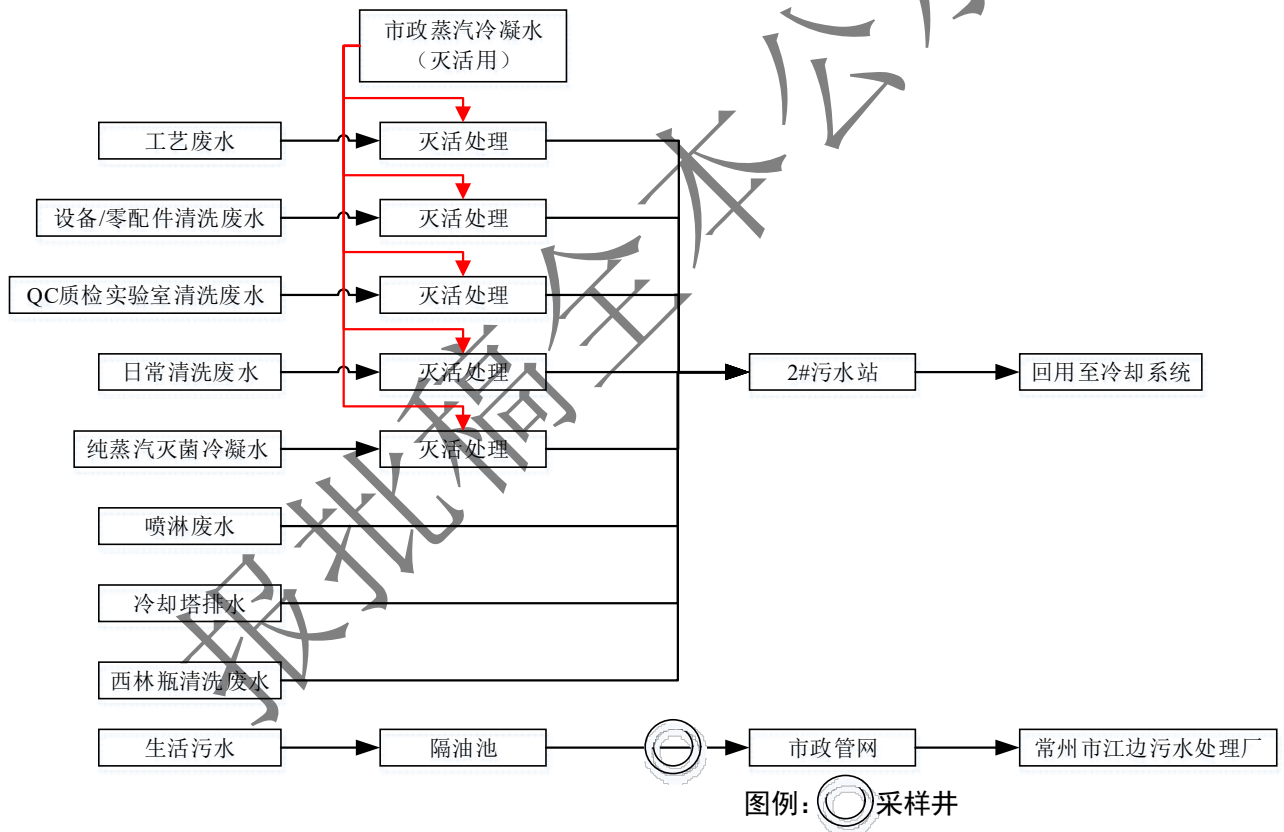 市政蒸汽冷凝水
（灭活用）
工艺废水
灭活处理
设备/零配件清洗废水
灭活处理
QC质检实验室清洗废水
灭活处理
日常清洗废水
灭活处理
2#污水站
回用至冷却系统
纯蒸汽灭菌冷凝水
灭活处理
喷淋废水
冷却塔排水
西林瓶清洗废水
生活污水
隔油池
市政管网
常州市江边污水处理厂
图例：
采样井
报批稿全本公